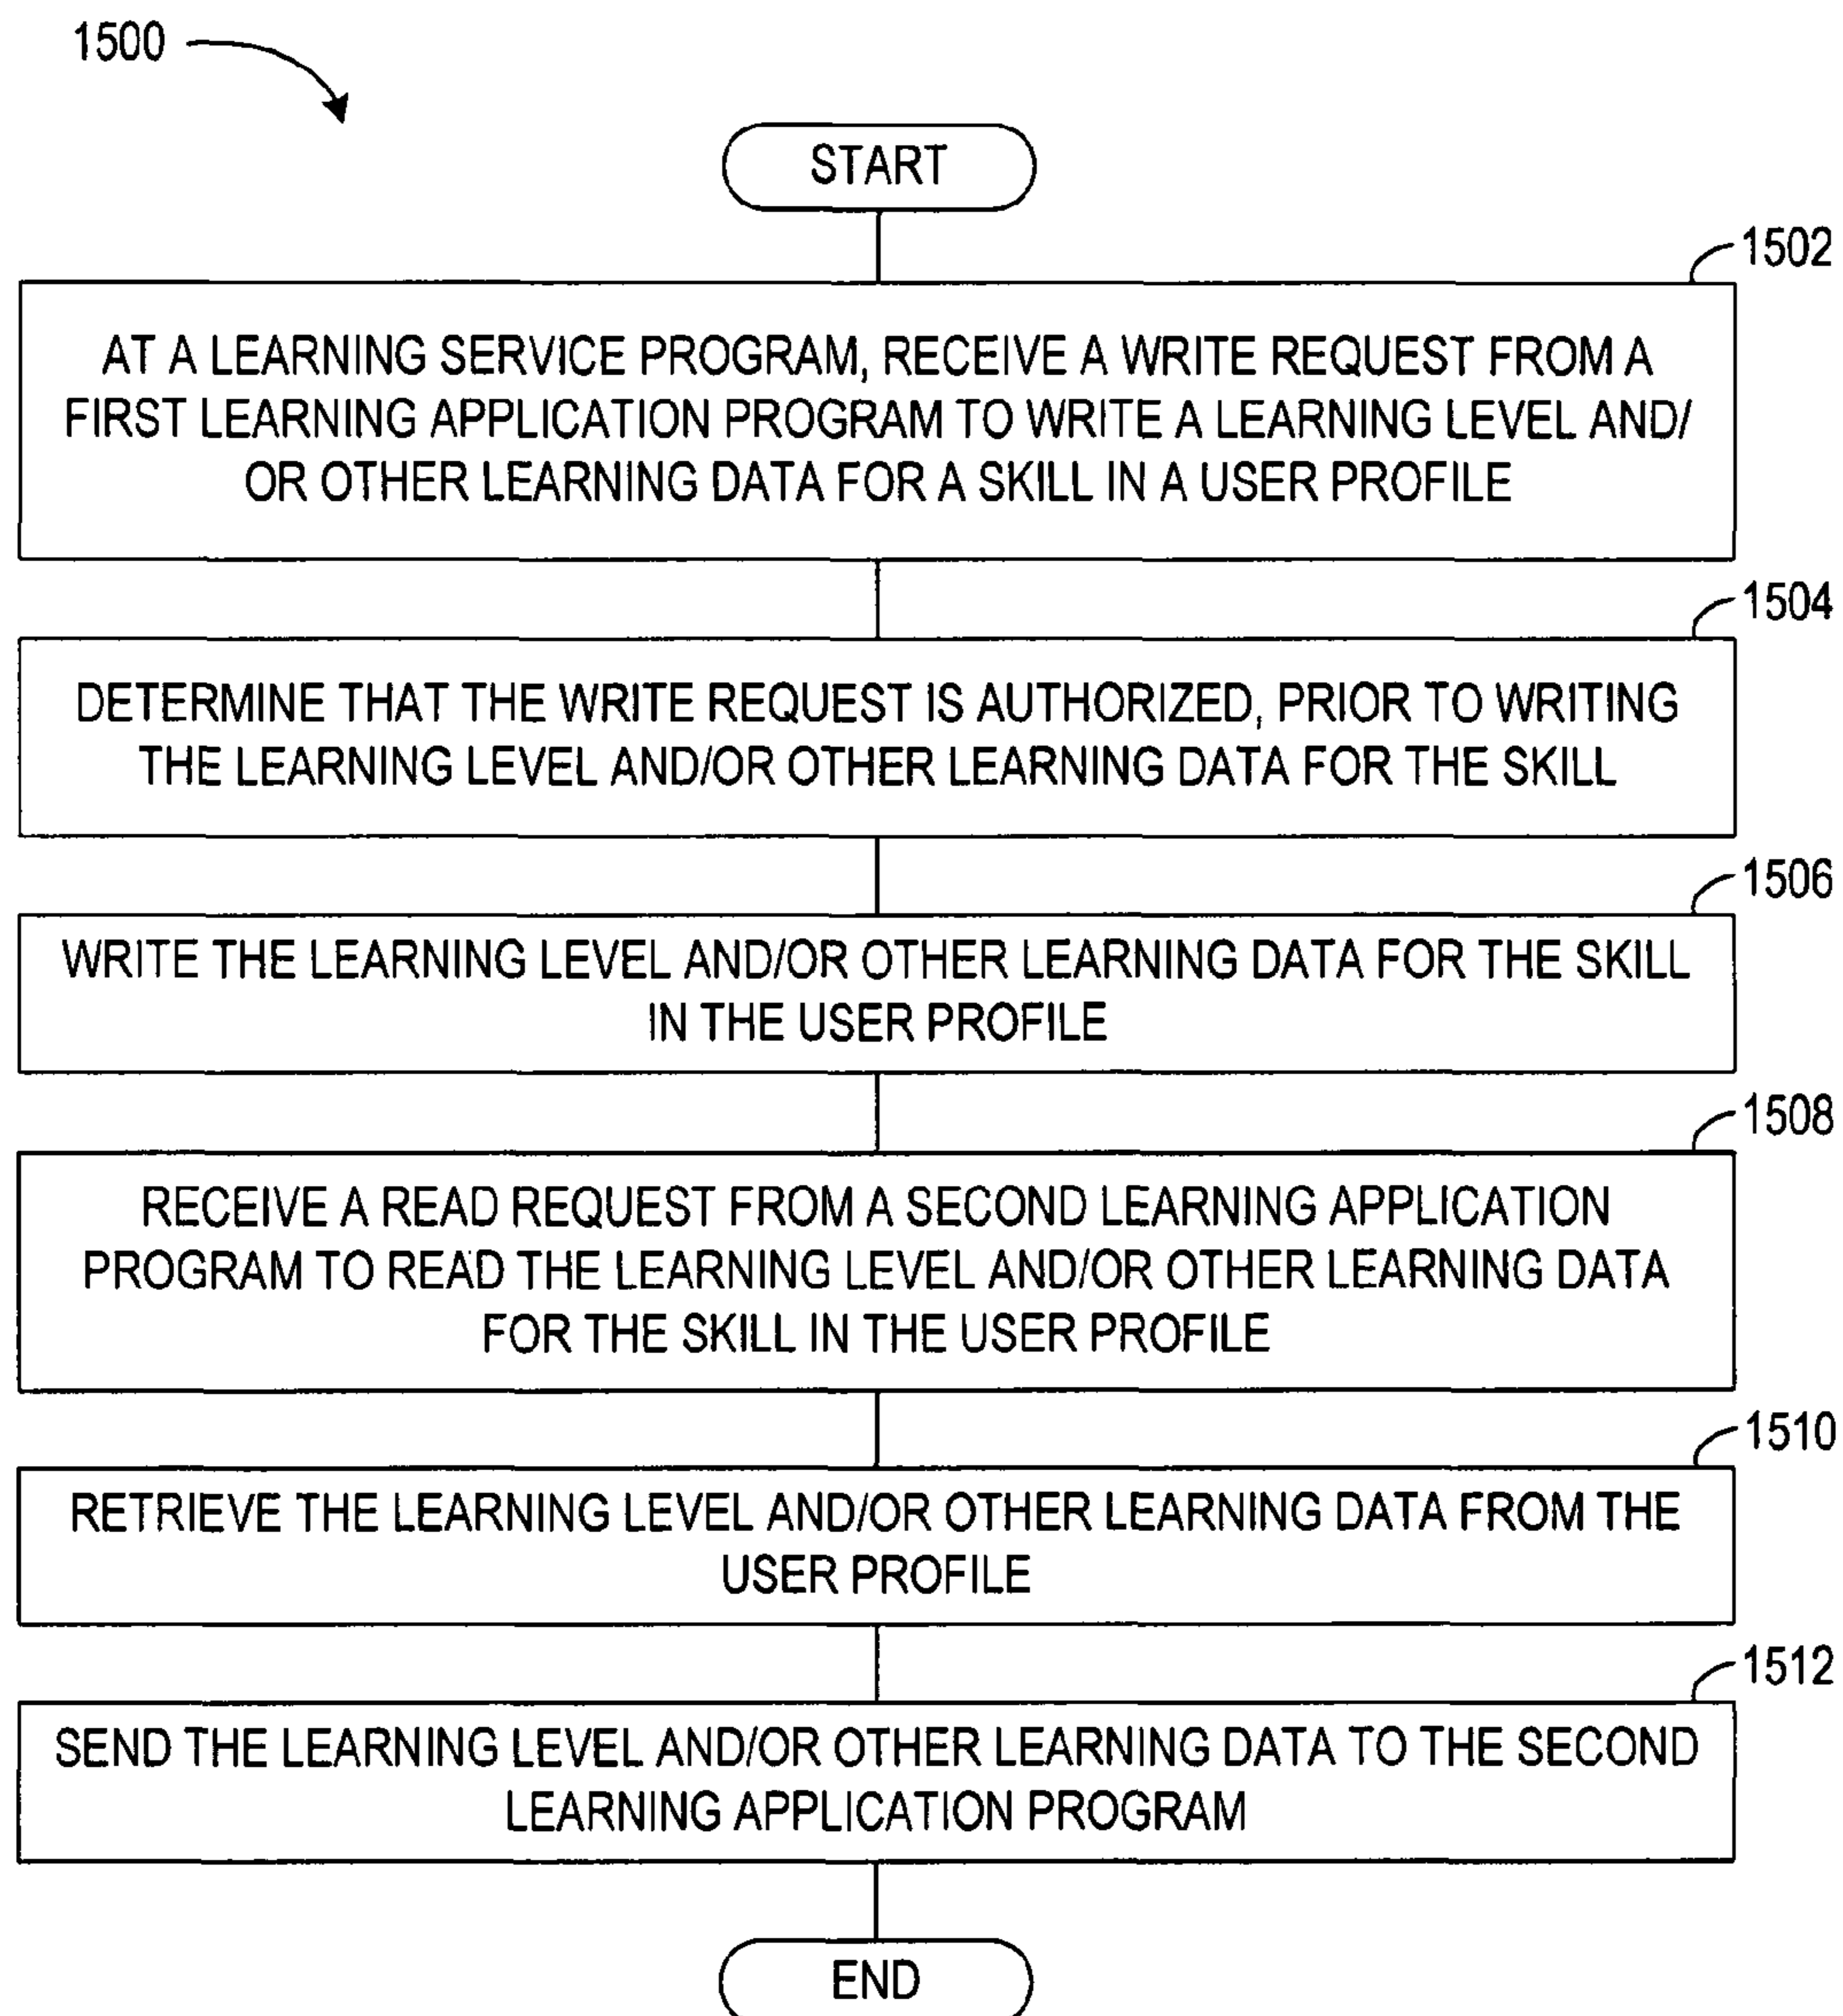 1500
START
1502
AT A LEARNING SERVICE PROGRAM, RECEIVE A WRITE REQUEST FROM A
FIRST LEARNING APPLICATION PROGRAM TO WRITE A LEARNING LEVEL AND/
OR OTHER LEARNING DATA FOR A SKILL IN A USER PROFILE
1504
DETERMINE THAT THE WRITE REQUEST IS AUTHORIZED, PRIOR TO WRITING
THE LEARNING LEVEL AND/OR OTHER LEARNING DATA FOR THE SKILL
1506
WRITE THE LEARNING LEVEL AND/OR OTHER LEARNING DATA FOR THE SKILL
IN THE USER PROFILE
1508
RECEIVE A READ REQUEST FROM A SECOND LEARNING APPLICATION
PROGRAM TO READ THE LEARNING LEVEL AND/OR OTHER LEARNING DATA
FOR THE SKILL IN THE USER PROFILE
1510
RETRIEVE THE LEARNING LEVEL AND/OR OTHER LEARNING DATA FROM THE
USER PROFILE
1512
SEND THE LEARNING LEVEL AND/OR OTHER LEARNING DATA TO THE SECOND
LEARNING APPLICATION PROGRAM
END